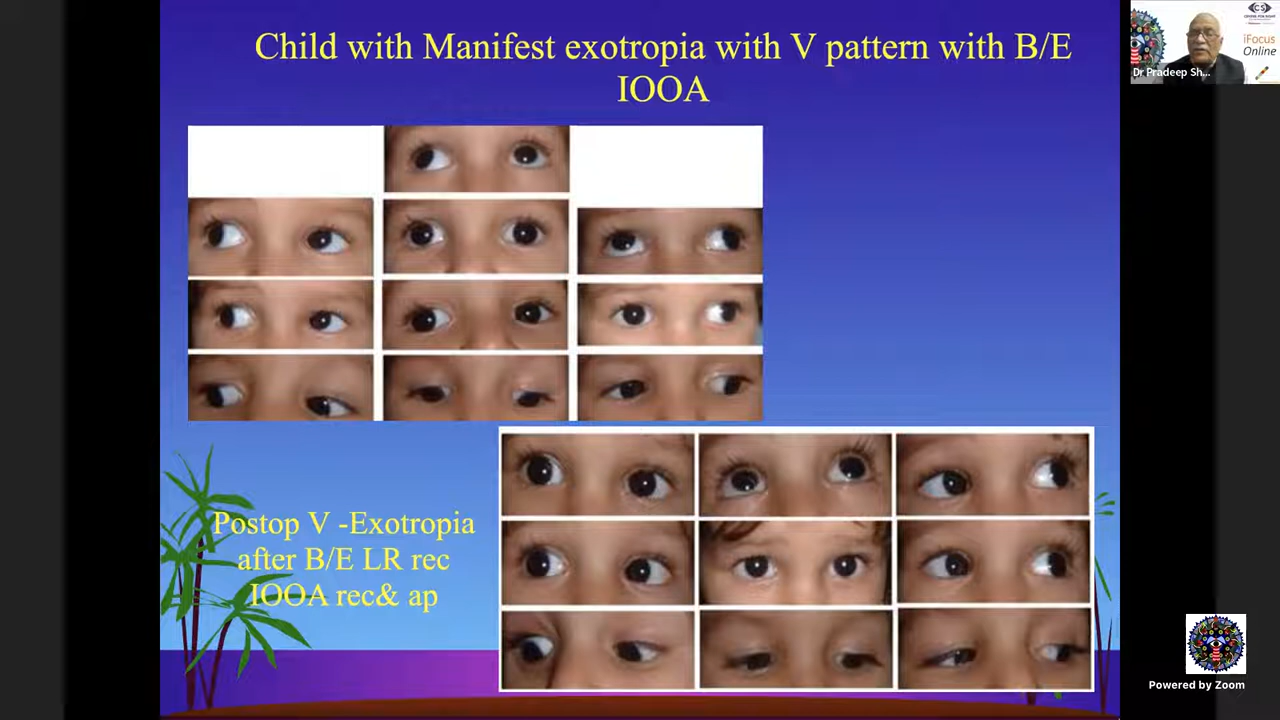 Child with Manifest exotropia with V pattern with B/E
IOOA
Postop V -Exotropia
after B/E LR rec
IOOA rec& ap
Dr Pradeep Sh...
CS
iFocus
Online
Powered by Zoom